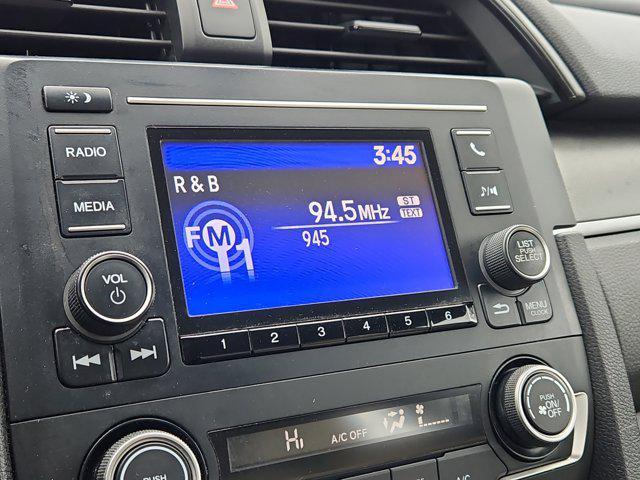 3:45
RADIO
R&B
MEDIA
94.5MHz
ST
TEXT
945
FM1
VOL
LIST
PUSH
SELECT
MENU
CLOCK
1 2 3 4 5 6
Hi
A/C OFF
PUSH
ON/
OFF
PUSH
A/C